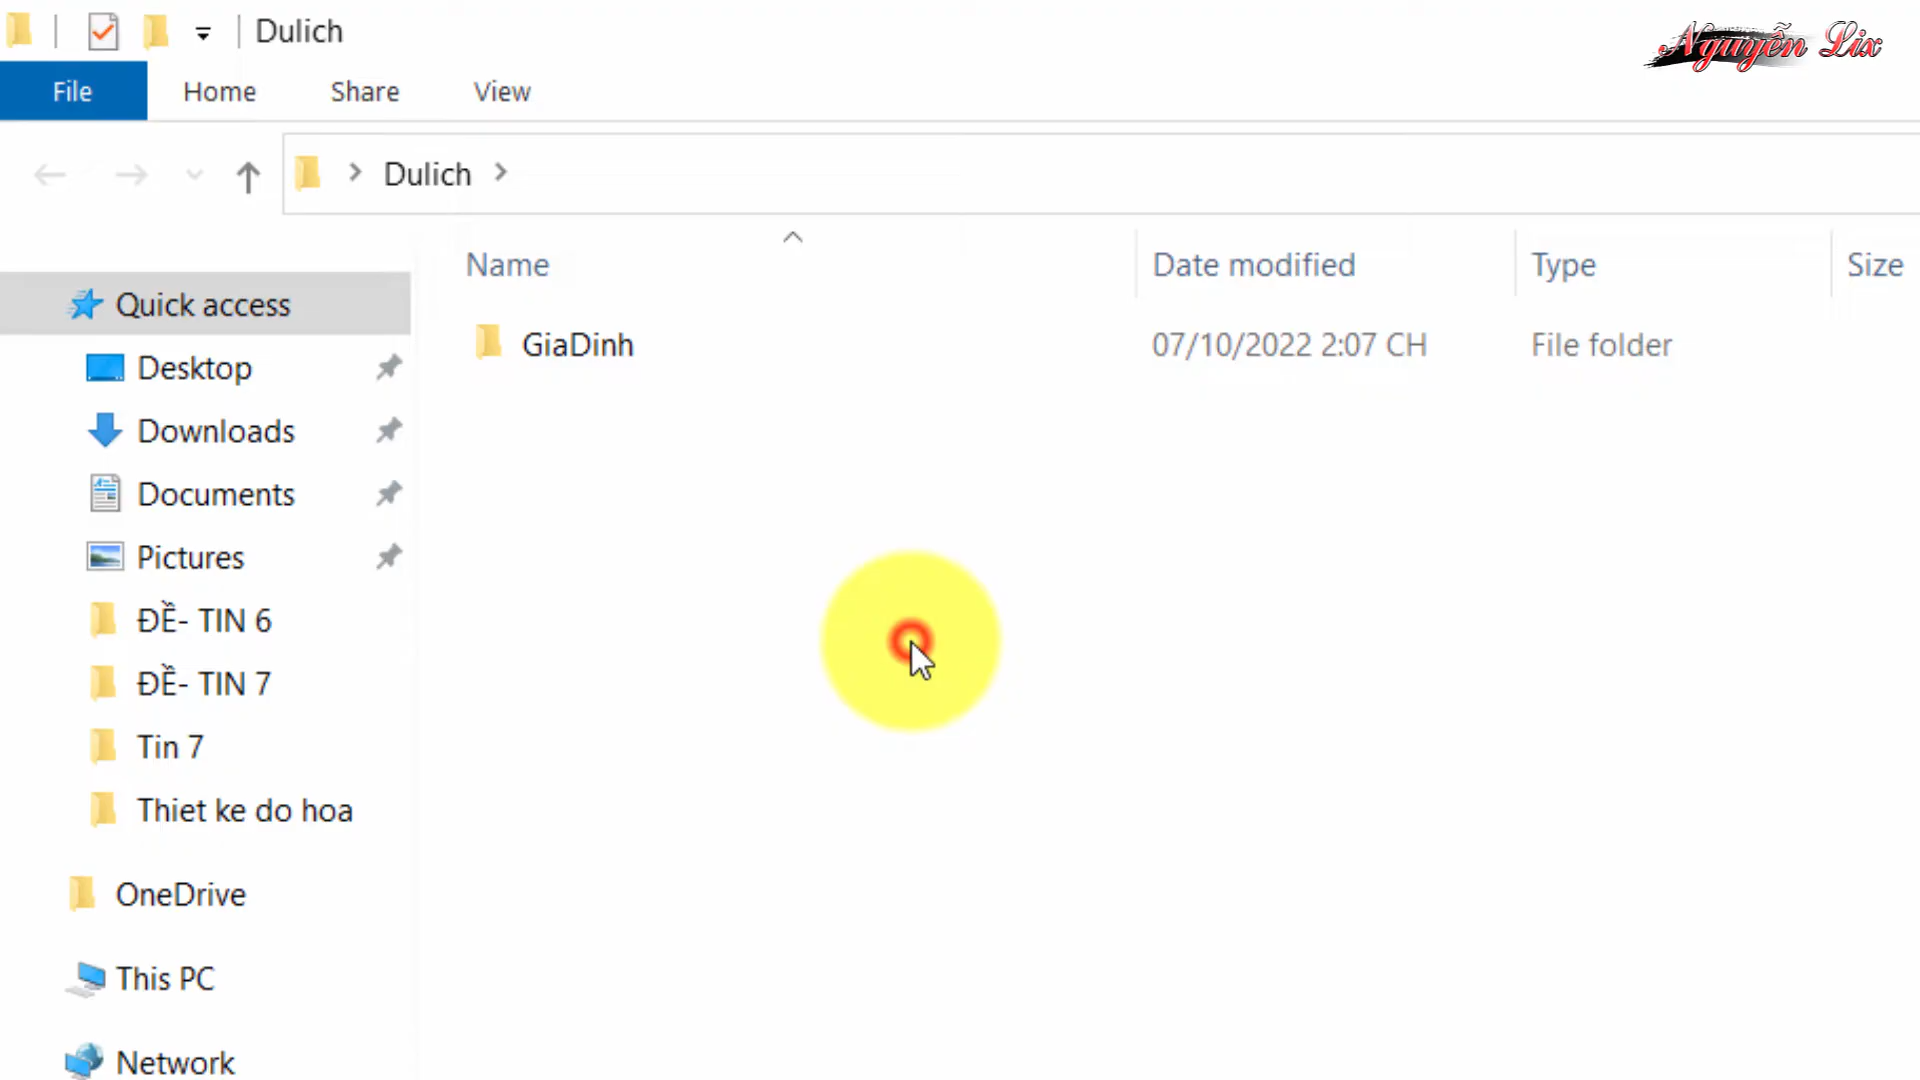 Dulich
Nguyễn Lix
File Home Share View
Dulich
Name Date modified Type Size
GiaDinh 07/10/2022 2:07 CH File folder
Quick access
Desktop
Downloads
Documents
Pictures
ĐỀ- TIN 6
ĐỀ- TIN 7
Tin 7
Thiet ke do hoa
OneDrive
This PC
Network